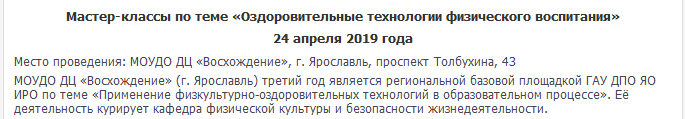 Мастер-классы по теме «Оздоровительные технологии физического воспитания»
24 апреля 2019 года
Место проведения: МОУДО ДЦ «Восхождение», г. Ярославль, проспект Толбухина, 43
МОУДО ДЦ «Восхождение» (г. Ярославль) третий год является региональной базовой площадкой ГАУ ДПО ЯО
ИРО по теме «Применение физкультурно-оздоровительных технологий в образовательном процессе». Её
деятельность курирует кафедра физической культуры и безопасности жизнедеятельности.